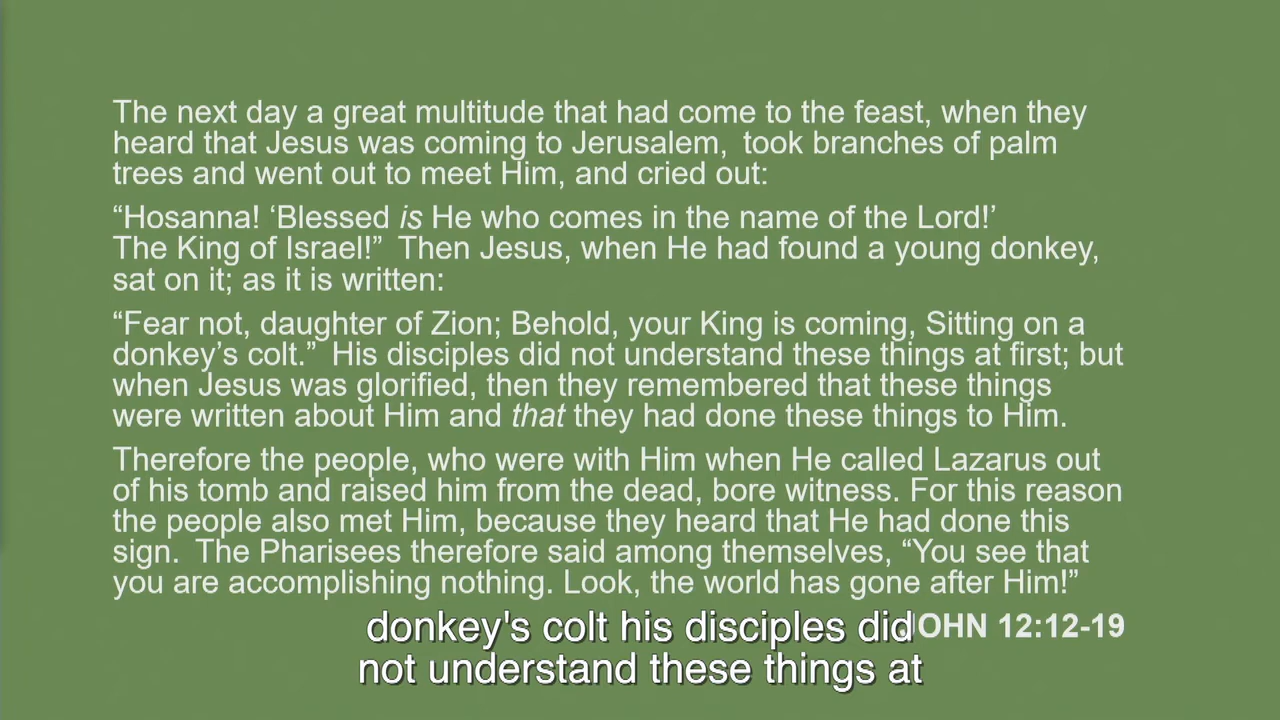 The next day a great multitude that had come to the feast, when they
heard that Jesus was coming to Jerusalem,  took branches of palm
trees and went out to meet Him, and cried out:
“Hosanna! ‘Blessed is He who comes in the name of the Lord!’
The King of Israel!”  Then Jesus, when He had found a young donkey,
sat on it; as it is written:
“Fear not, daughter of Zion; Behold, your King is coming, Sitting on a
donkey’s colt.”  His disciples did not understand these things at first; but
when Jesus was glorified, then they remembered that these things
were written about Him and that they had done these things to Him.
Therefore the people, who were with Him when He called Lazarus out
of his tomb and raised him from the dead, bore witness. For this reason
the people also met Him, because they heard that He had done this
sign.  The Pharisees therefore said among themselves, “You see that
you are accomplishing nothing. Look, the world has gone after Him!”
JOHN 12:12-19
donkey's colt his disciples did
not understand these things at